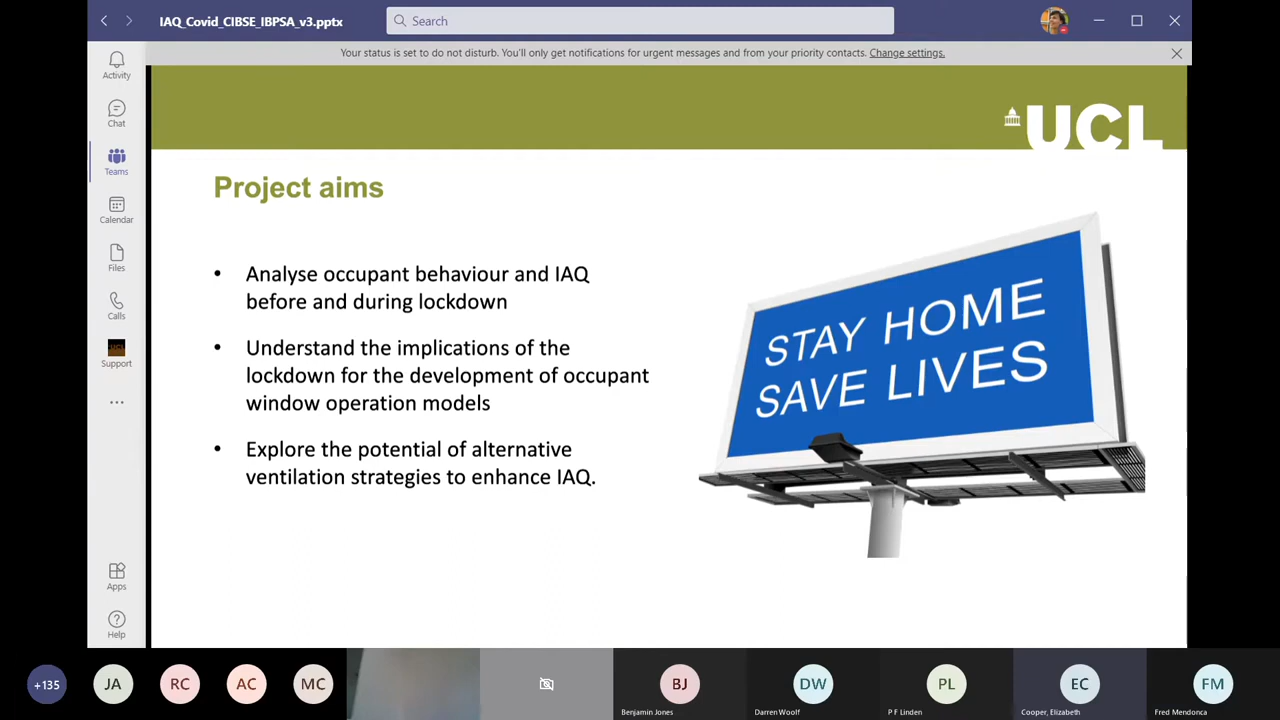 IAQ_Covid_CIBSE_IBPSA_v3.pptx
Search
Your status is set to do not disturb. You'll only get notifications for urgent messages and from your priority contacts. Change settings.
Activity
Chat
Teams
Calendar
Files
Calls
UCL
Support
Apps
Help
UCL
Project aims
• Analyse occupant behaviour and IAQ
before and during lockdown
• Understand the implications of the
lockdown for the development of occupant
window operation models
• Explore the potential of alternative
ventilation strategies to enhance IAQ.
STAY HOME
SAVE LIVES
+135
JA
RC
AC
MC
BJ
Benjamin Jones
DW
Darren Woolf
PL
P F Linden
EC
Cooper, Elizabeth
FM
Fred Mendonca